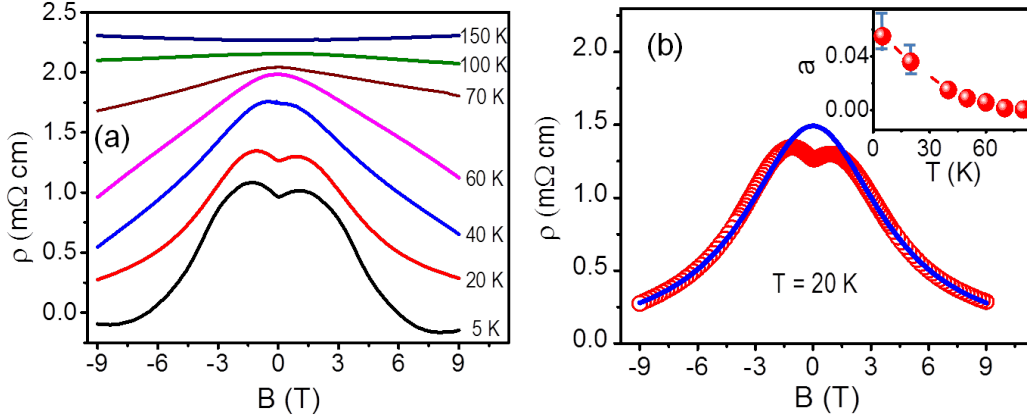 (a)
ρ (mΩ cm)
2.5
2.0
1.5
1.0
0.5
0.0
150 K
100 K
70 K
60 K
40 K
20 K
5 K
-9 -6 -3 0 3 6 9
B (T)
(b)
ρ (mΩ cm)
2.0
1.5
1.0
0.5
0.0
T = 20 K
-9 -6 -3 0 3 6 9
B (T)
a
0.04
0.00
0 30 60
T (K)